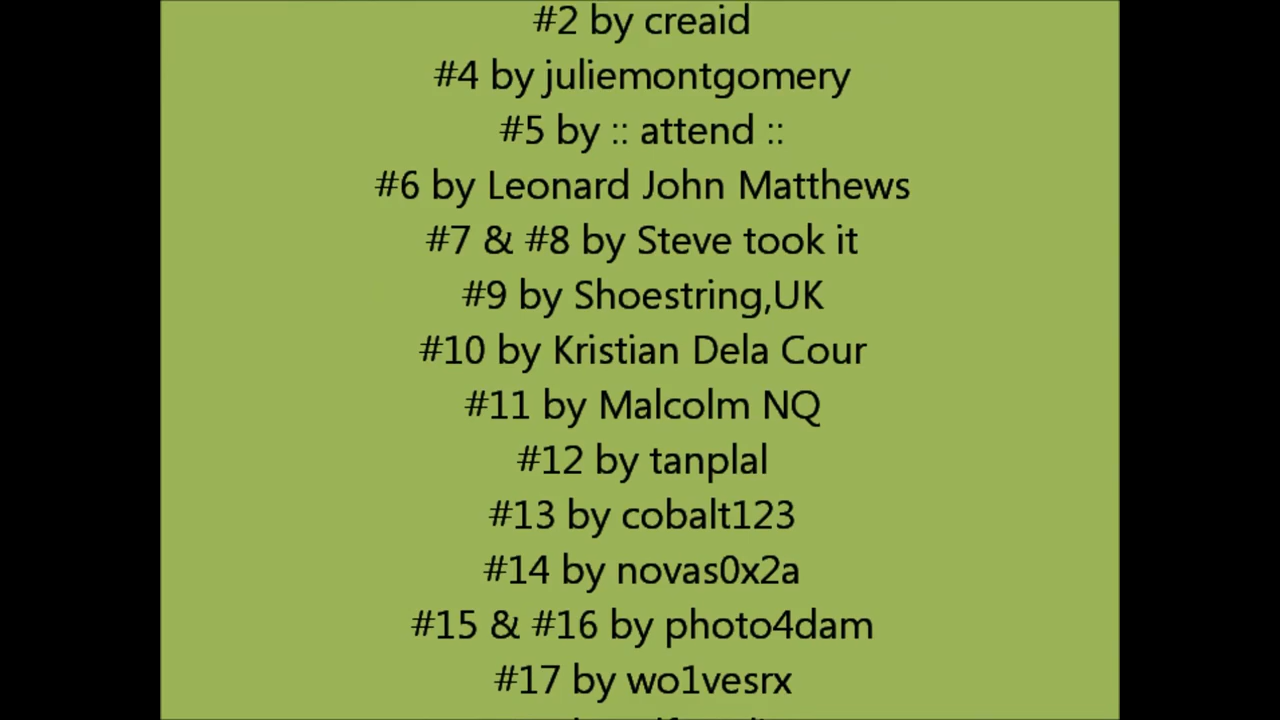 #2 by creaid
#4 by juliemontgomery
#5 by :: attend ::
#6 by Leonard John Matthews
#7 & #8 by Steve took it
#9 by Shoestring,UK
#10 by Kristian Dela Cour
#11 by Malcolm NQ
#12 by tanplal
#13 by cobalt123
#14 by novas0x2a
#15 & #16 by photo4dam
#17 by wo1vesrx